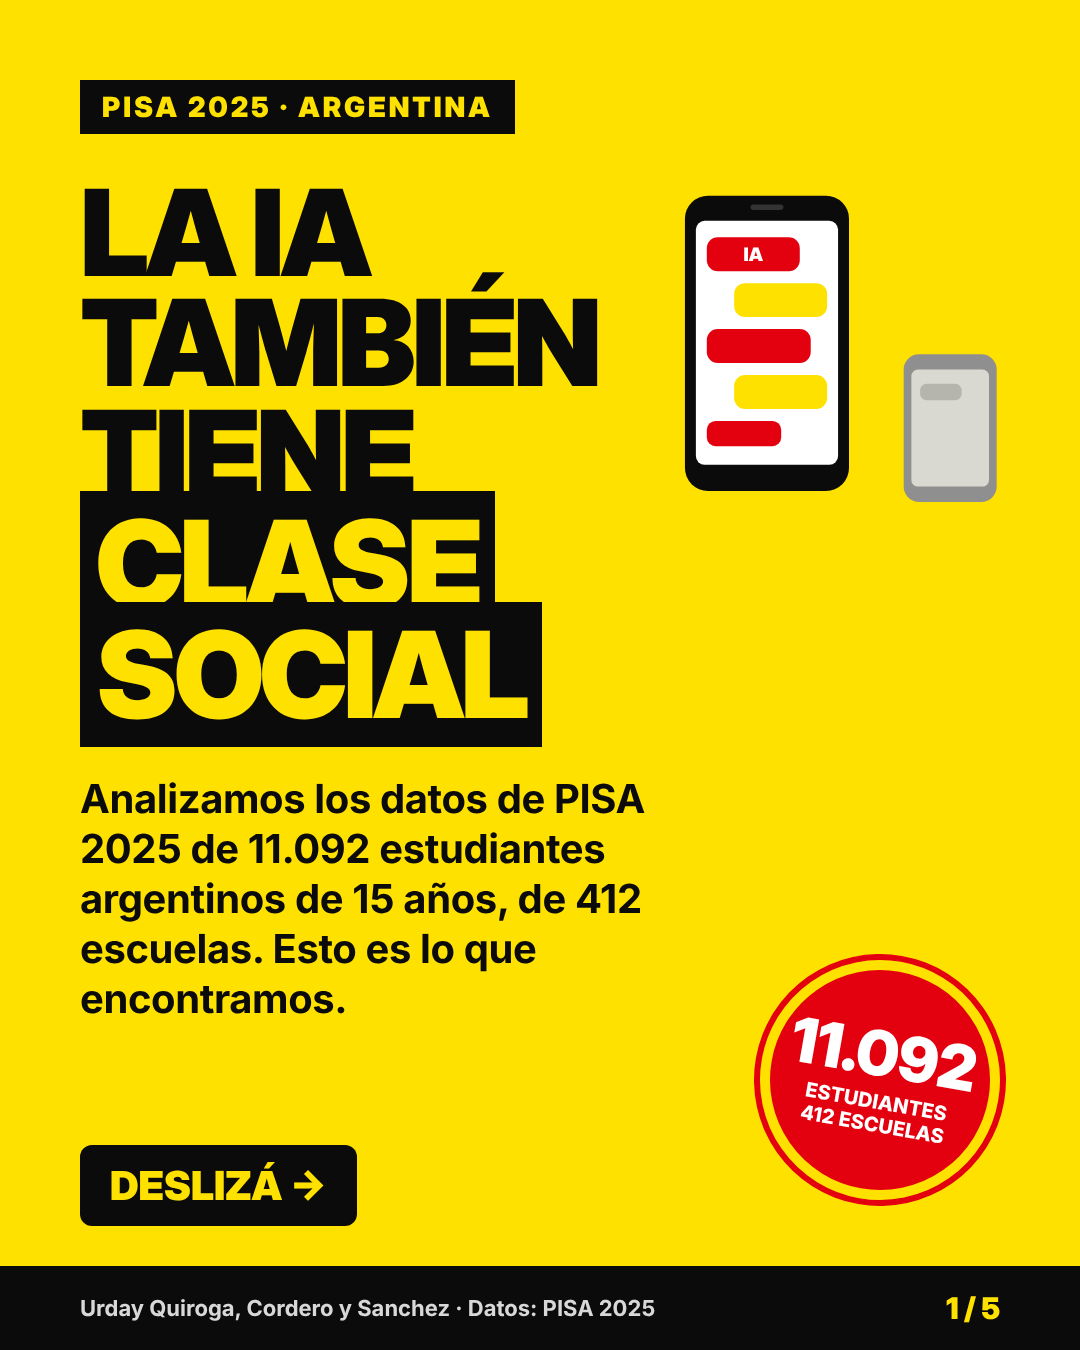 PISA 2025 · ARGENTINA
LA IA
TAMBIÉN
TIENE
CLASE
SOCIAL
IA
Analizamos los datos de PISA
2025 de 11.092 estudiantes
argentinos de 15 años, de 412
escuelas. Esto es lo que
encontramos.
11.092
ESTUDIANTES
412 ESCUELAS
DESLIZÁ →
Urday Quiroga, Cordero y Sanchez · Datos: PISA 2025
1/5